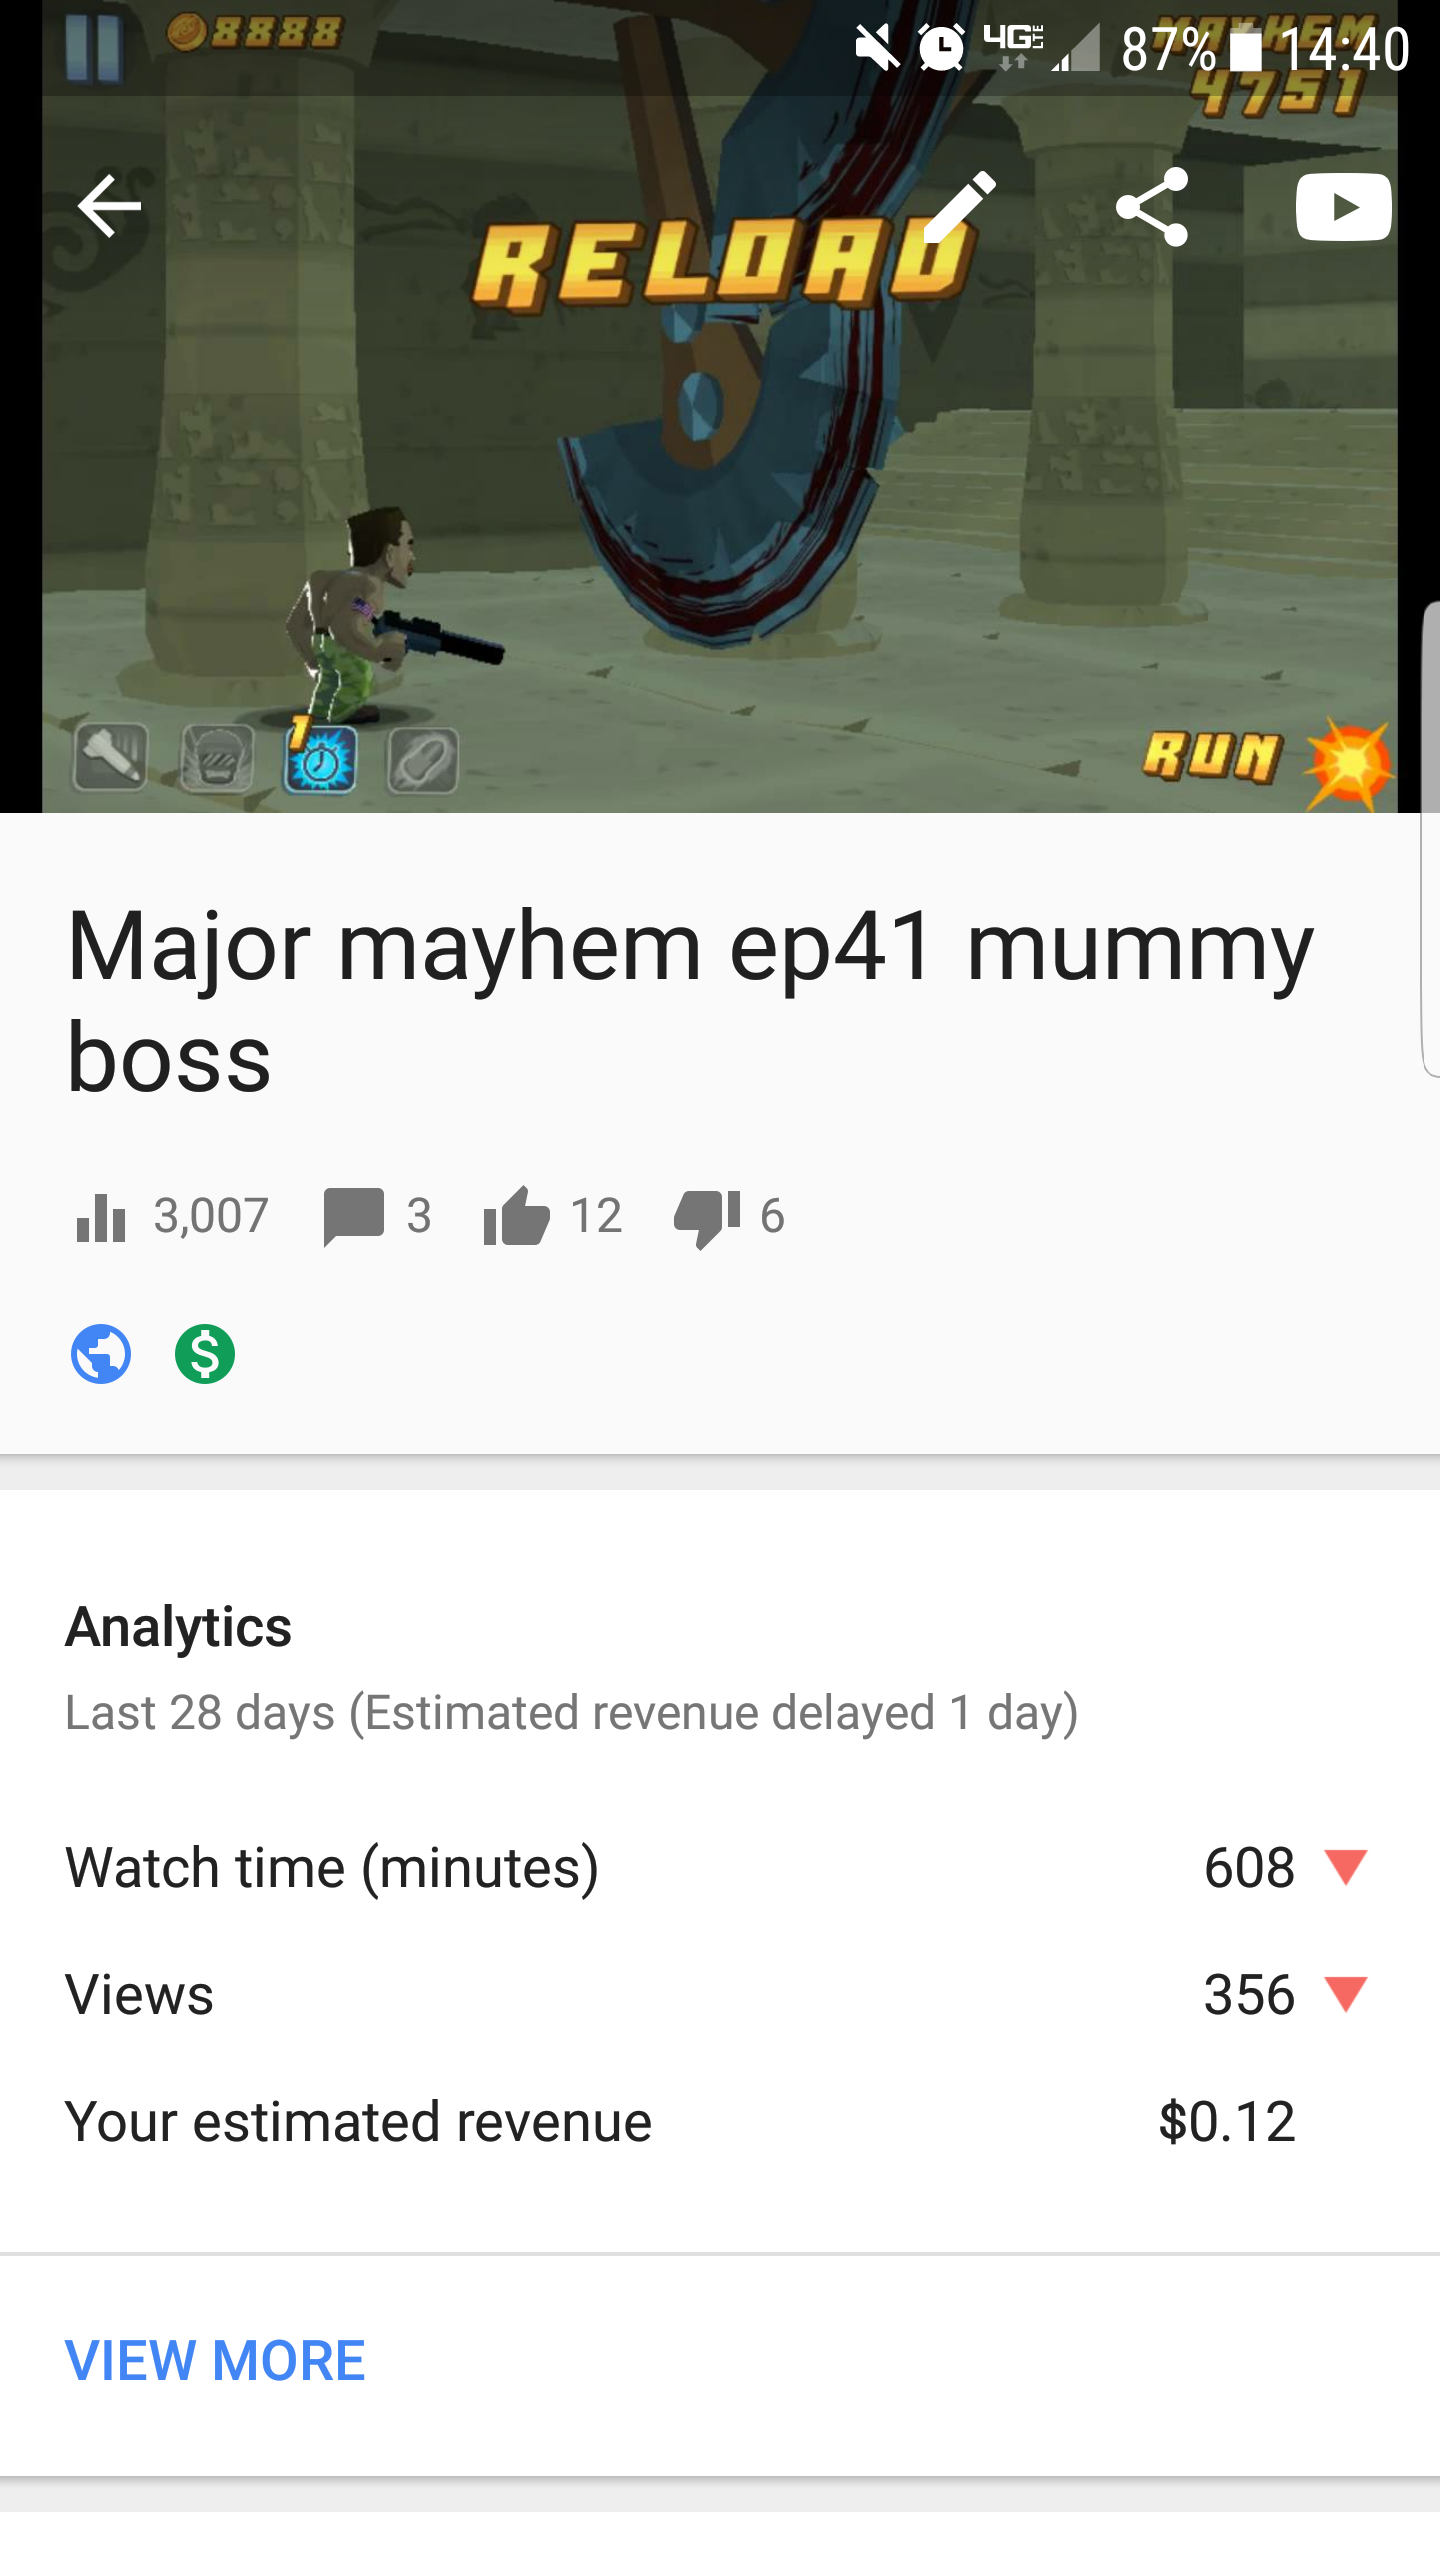 8888
4G LTE 87% 14:40
MAYHEM
4751
RELOAD
1
RUN
Major mayhem ep41 mummy
boss
3,007 3 12 6
$
Analytics
Last 28 days (Estimated revenue delayed 1 day)
Watch time (minutes) 608
Views 356
Your estimated revenue $0.12
VIEW MORE